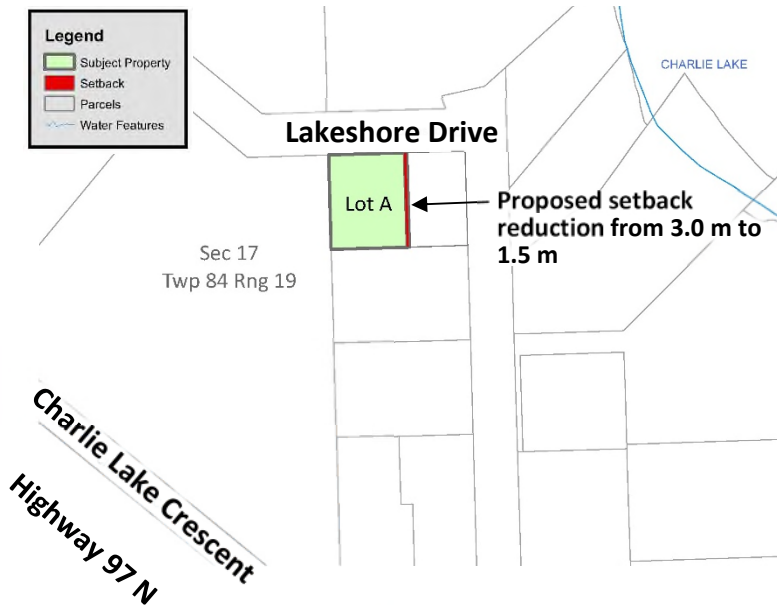 Legend
Subject Property
Setback
Parcels
Water Features
CHARLIE LAKE
Lakeshore Drive
Lot A
Proposed setback
reduction from 3.0 m to
1.5 m
Sec 17
Twp 84 Rng 19
Charlie Lake Crescent
Highway 97 N